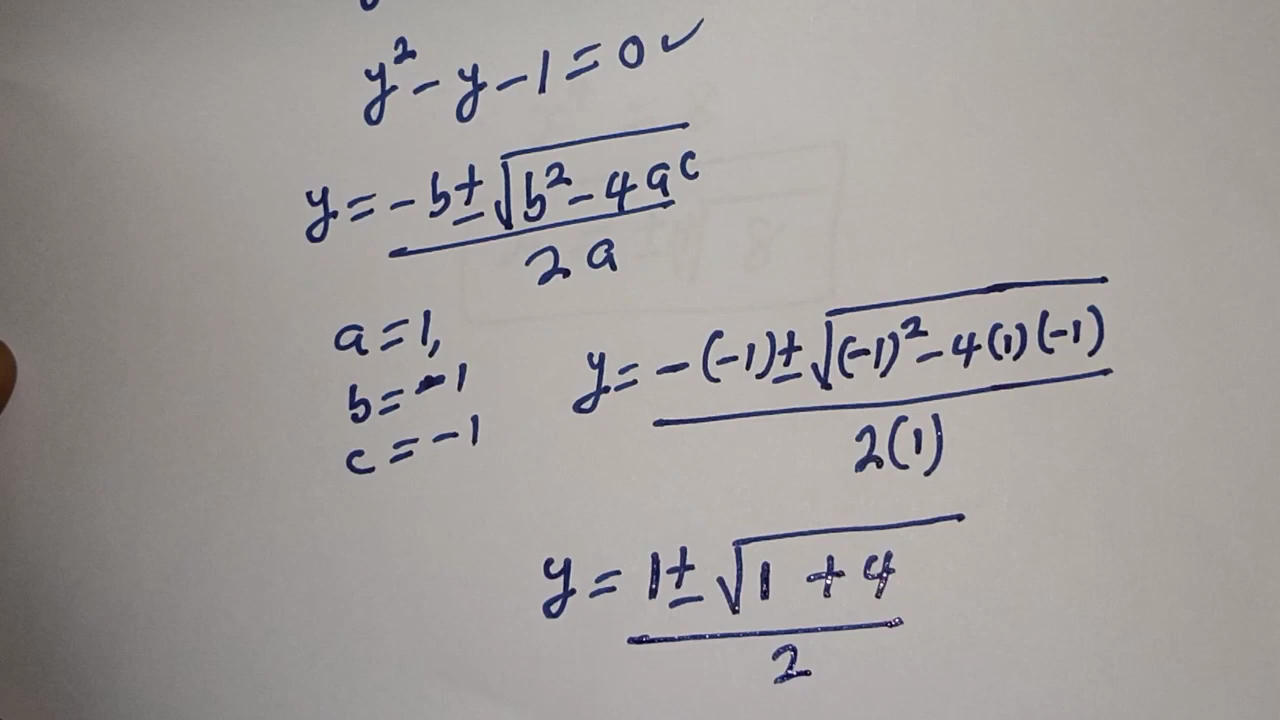 y² - y - 1 = 0 ✓
y = -b ± √(b² - 4ac) / 2a
a = 1,
b = -1
c = -1
y = -(-1) ± √((-1)² - 4(1)(-1)) / 2(1)
y = 1 ± √(1 + 4) / 2